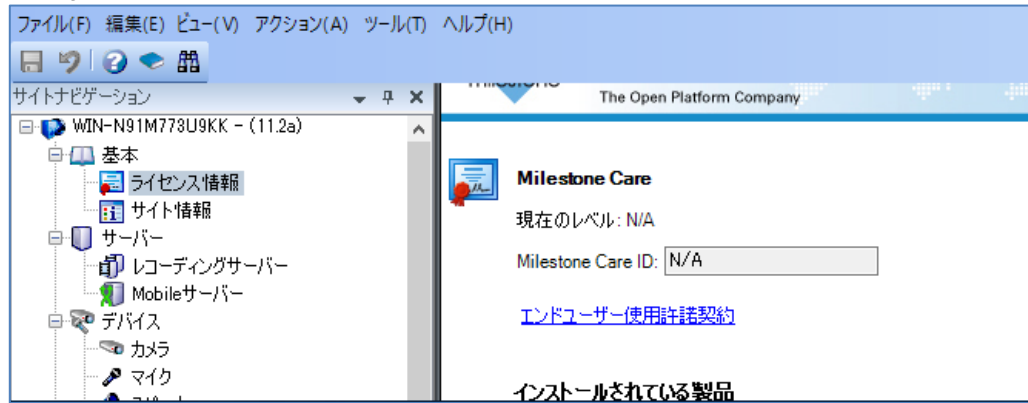 ファイル(F) 編集(E) ビュー(V) アクション(A) ツール(T) ヘルプ(H)
サイトナビゲーション
WIN-N91M773U9KK - (11.2a)
基本
ライセンス情報
サイト情報
サーバー
レコーディングサーバー
Mobileサーバー
デバイス
カメラ
マイク
The Open Platform Company
Milestone Care
現在のレベル: N/A
Milestone Care ID: N/A
エンドユーザー使用許諾契約
インストールされている製品